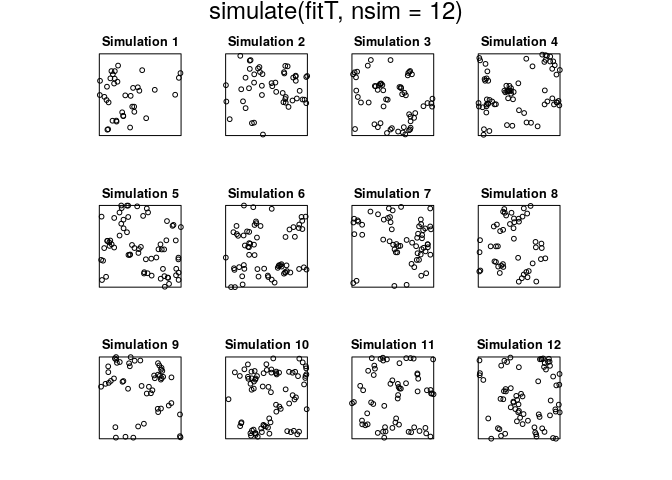 simulate(fitT, nsim = 12)
Simulation 1 Simulation 2 Simulation 3 Simulation 4
Simulation 5 Simulation 6 Simulation 7 Simulation 8
Simulation 9 Simulation 10 Simulation 11 Simulation 12